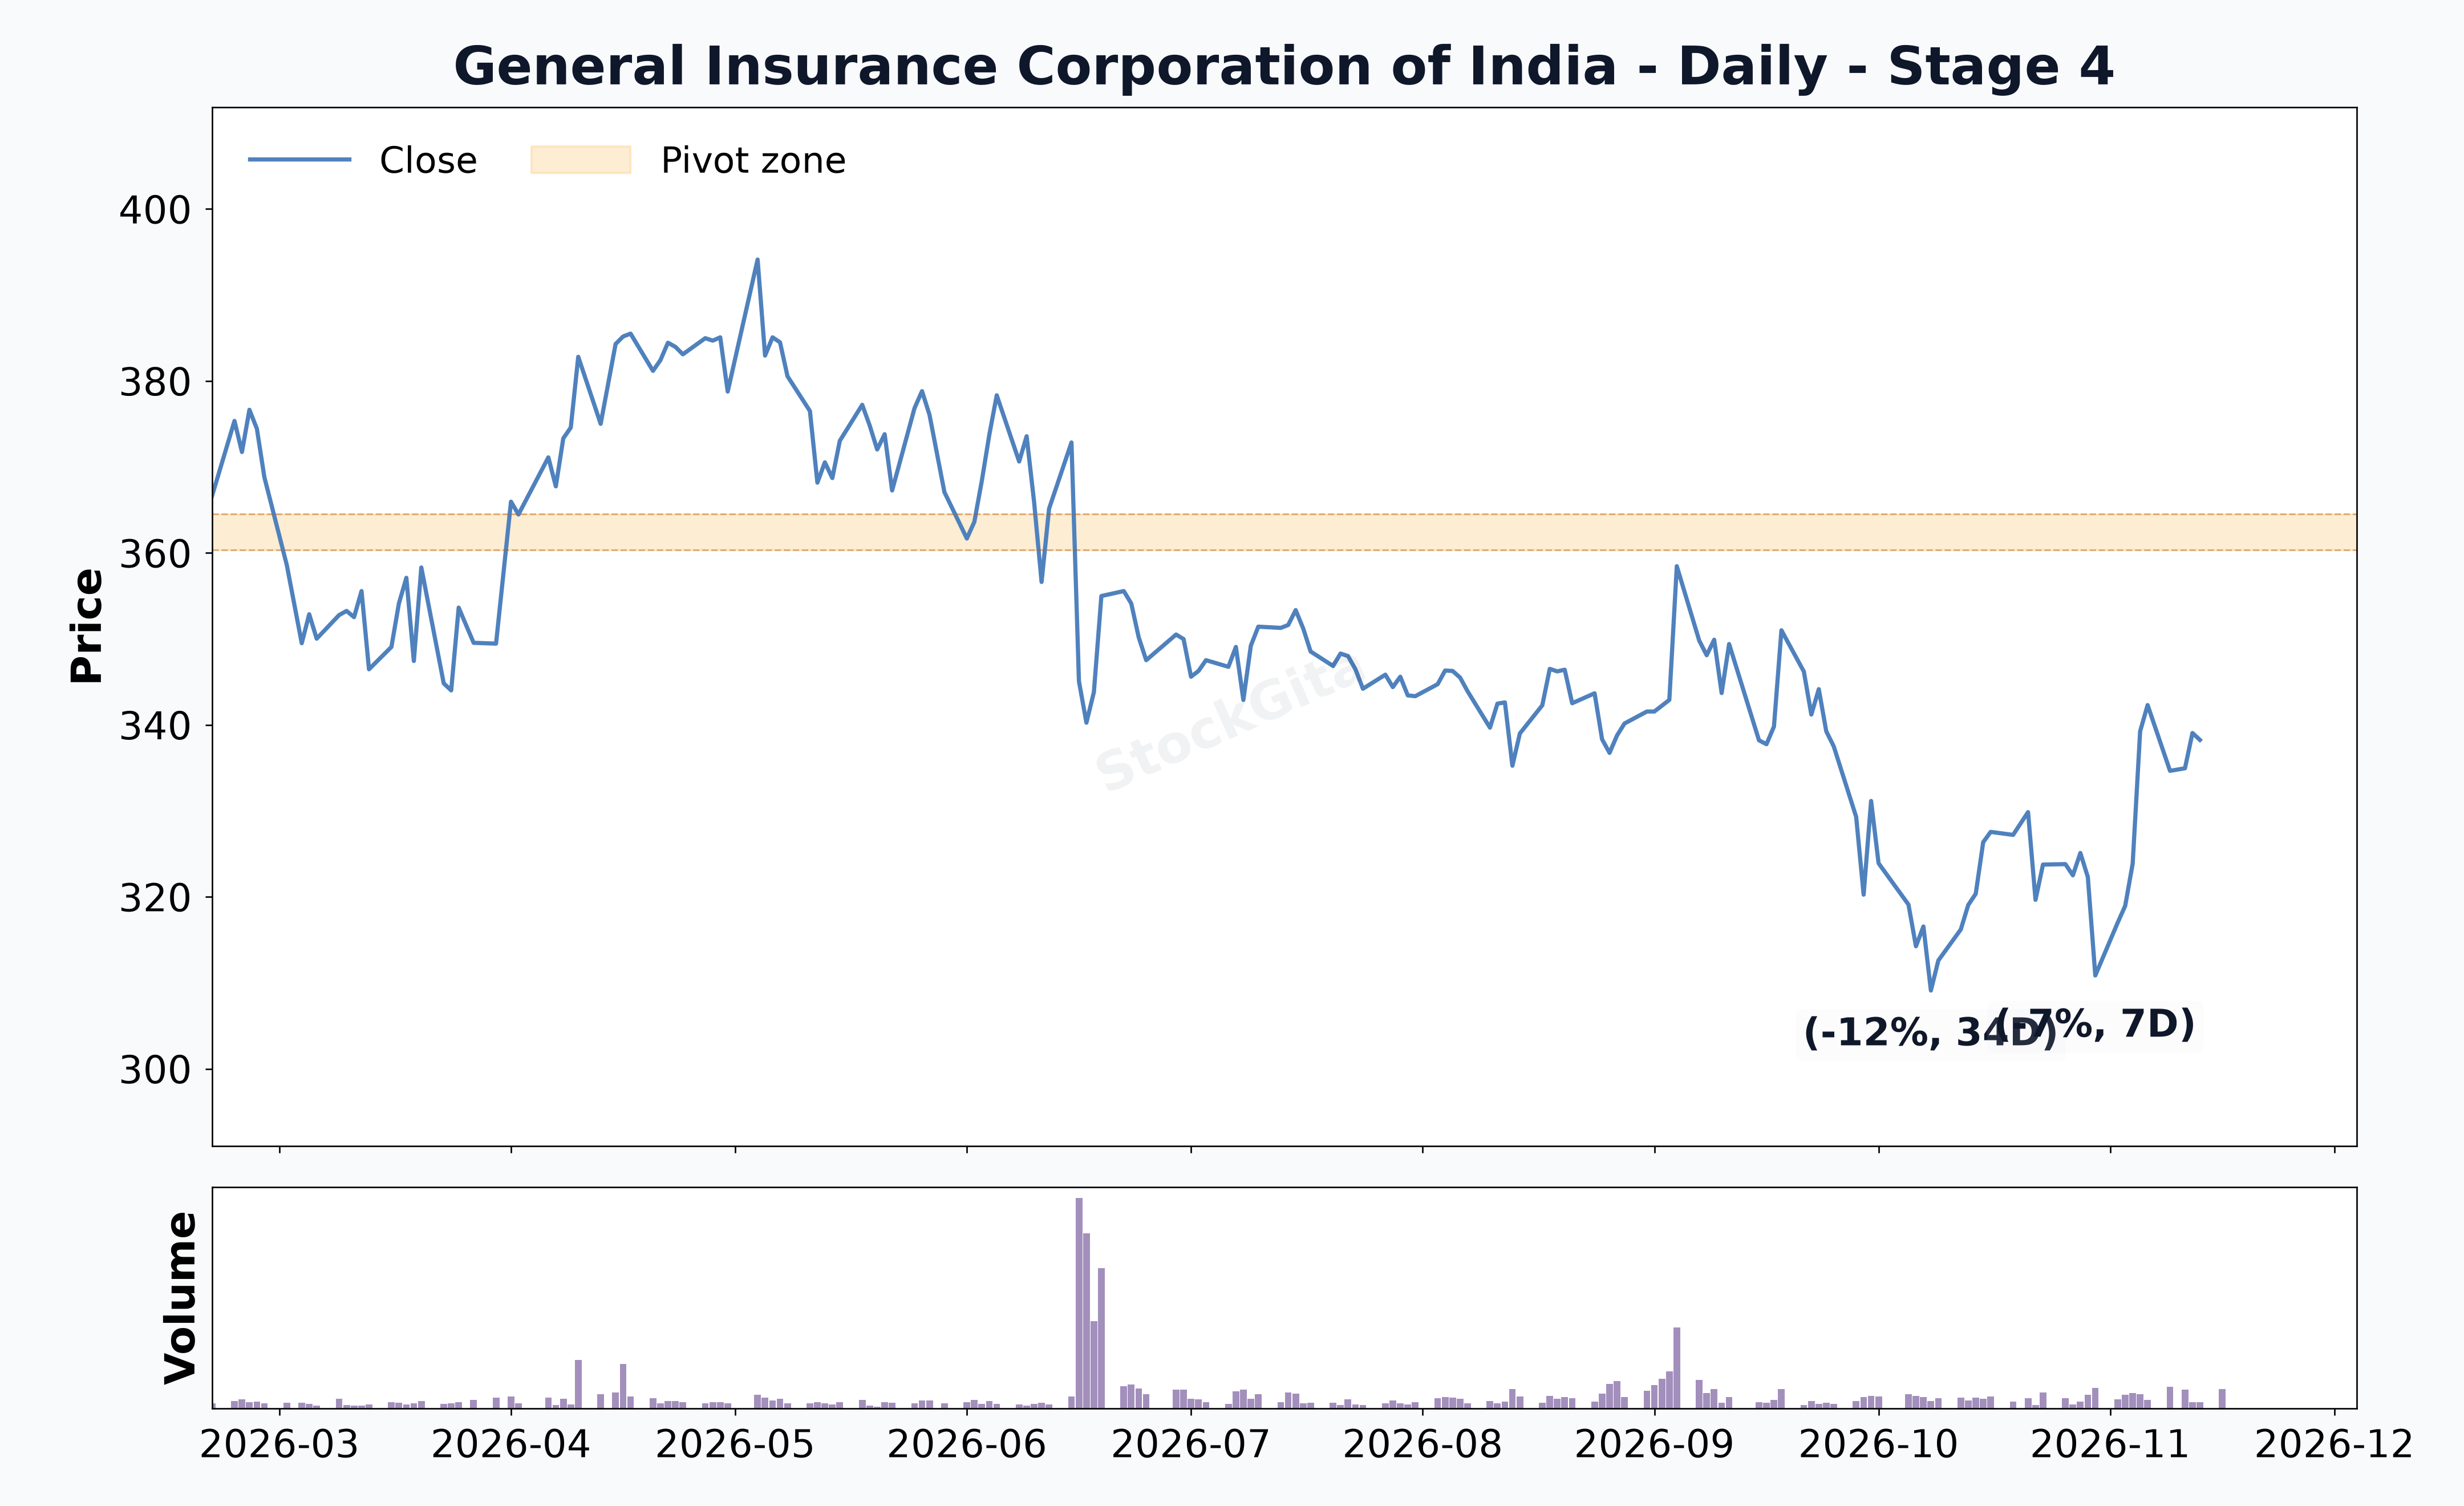 General Insurance Corporation of India - Daily - Stage 4
Close
Pivot zone
400
380
360
340
320
300
Price
StockGita
(-12%, 34D)
(-7%, 7D)
Volume
2026-03
2026-04
2026-05
2026-06
2026-07
2026-08
2026-09
2026-10
2026-11
2026-12